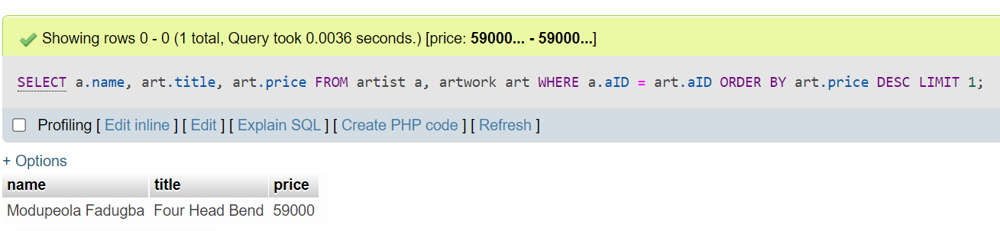 Showing rows 0 - 0 (1 total, Query took 0.0036 seconds.) [price: 59000... - 59000...]
SELECT a.name, art.title, art.price FROM artist a, artwork art WHERE a.aID = art.aID ORDER BY art.price DESC LIMIT 1;
Profiling [ Edit inline ] [ Edit ] [ Explain SQL ] [ Create PHP code ] [ Refresh ]
+ Options
name title price
Modupeola Fadugba Four Head Bend 59000